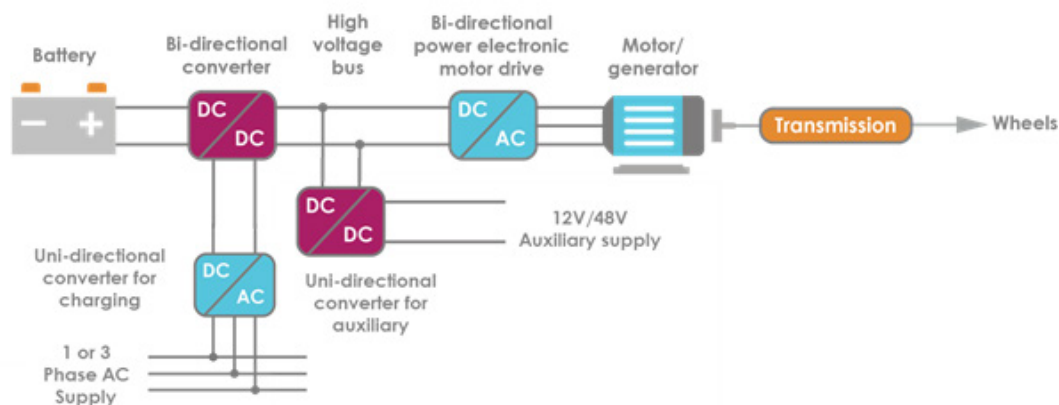 Battery
Bi-directional
converter
High
voltage
bus
Bi-directional
power electronic
motor drive
Motor/
generator
DC
DC
DC
AC
Transmission
Wheels
DC
DC
12V/48V
Auxiliary supply
Uni-directional
converter for
charging
DC
AC
Uni-directional
converter for
auxiliary
1 or 3
Phase AC
Supply